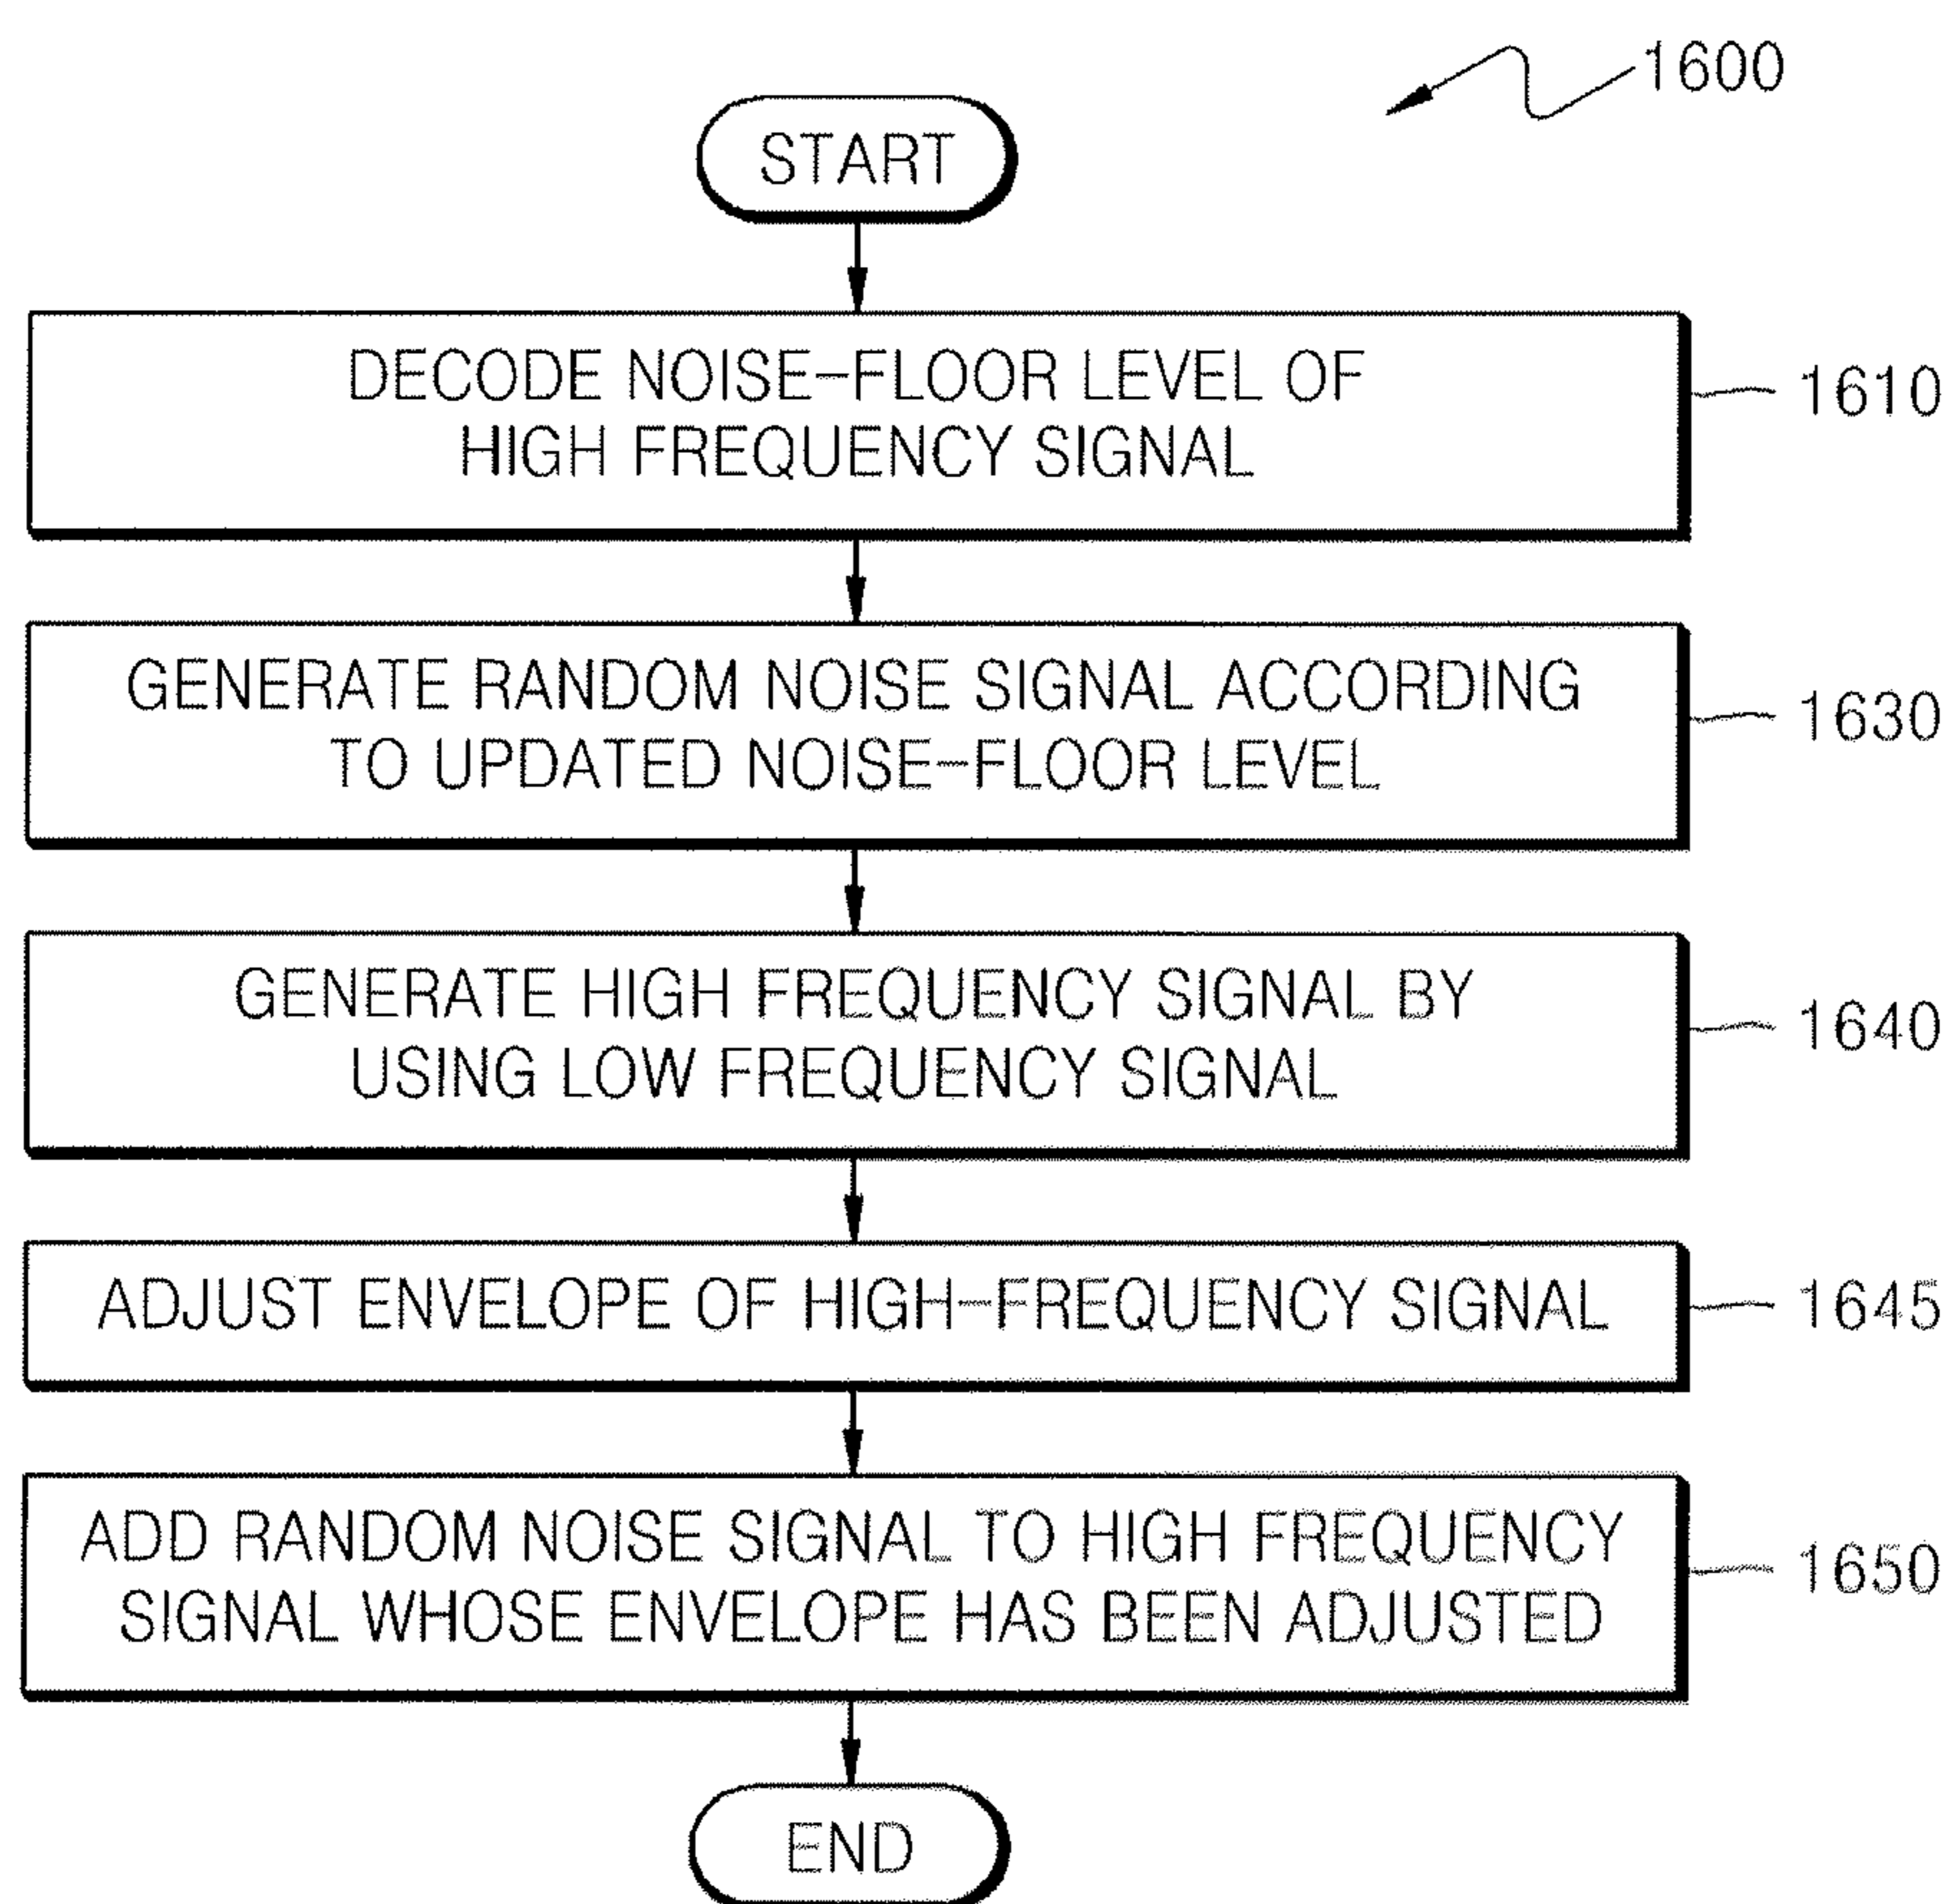 1600
START
DECODE NOISE-FLOOR LEVEL OF
HIGH FREQUENCY SIGNAL
1610
GENERATE RANDOM NOISE SIGNAL ACCORDING
TO UPDATED NOISE-FLOOR LEVEL
1630
GENERATE HIGH FREQUENCY SIGNAL BY
USING LOW FREQUENCY SIGNAL
1640
ADJUST ENVELOPE OF HIGH-FREQUENCY SIGNAL
1645
ADD RANDOM NOISE SIGNAL TO HIGH FREQUENCY
SIGNAL WHOSE ENVELOPE HAS BEEN ADJUSTED
1650
END